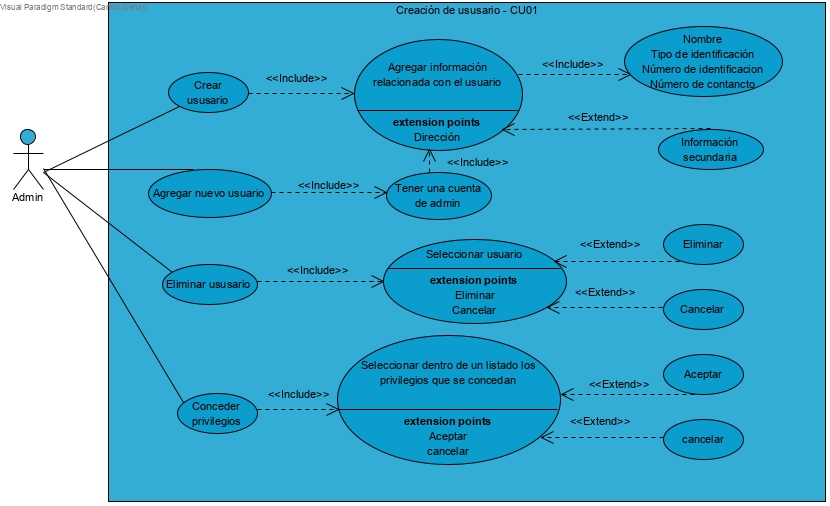 Visual Paradigm Standard
Creación de ususario - CU01
Crear
ususario
<<Include>>
Agregar información
relacionada con el usuario
extension points
Dirección
<<Include>>
Nombre
Tipo de identificación
Número de identificacion
Número de contancto
<<Extend>>
Información
secundaria
<<Include>>
Admin
Agregar nuevo usuario
<<Include>>
Tener una cuenta
de admin
Eliminar ususario
<<Include>>
Seleccionar usuario
extension points
Eliminar
Cancelar
<<Extend>>
Eliminar
<<Extend>>
Cancelar
Conceder
privilegios
<<Include>>
Seleccionar dentro de un listado los
privilegios que se concedan
extension points
Aceptar
cancelar
<<Extend>>
Aceptar
<<Extend>>
cancelar